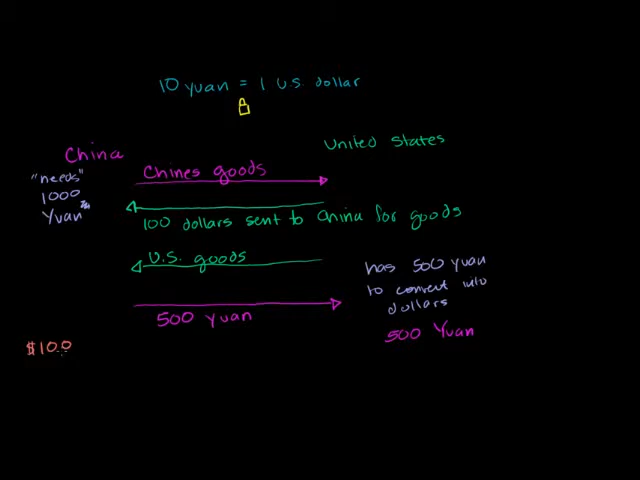 10 yuan = 1 U.S. dollar
United States
China
"needs"
1000
Yuan
Chines goods
100 dollars sent to China for goods
U.S. goods
has 500 yuan
to convert into
dollars
500 yuan
500 Yuan
$100